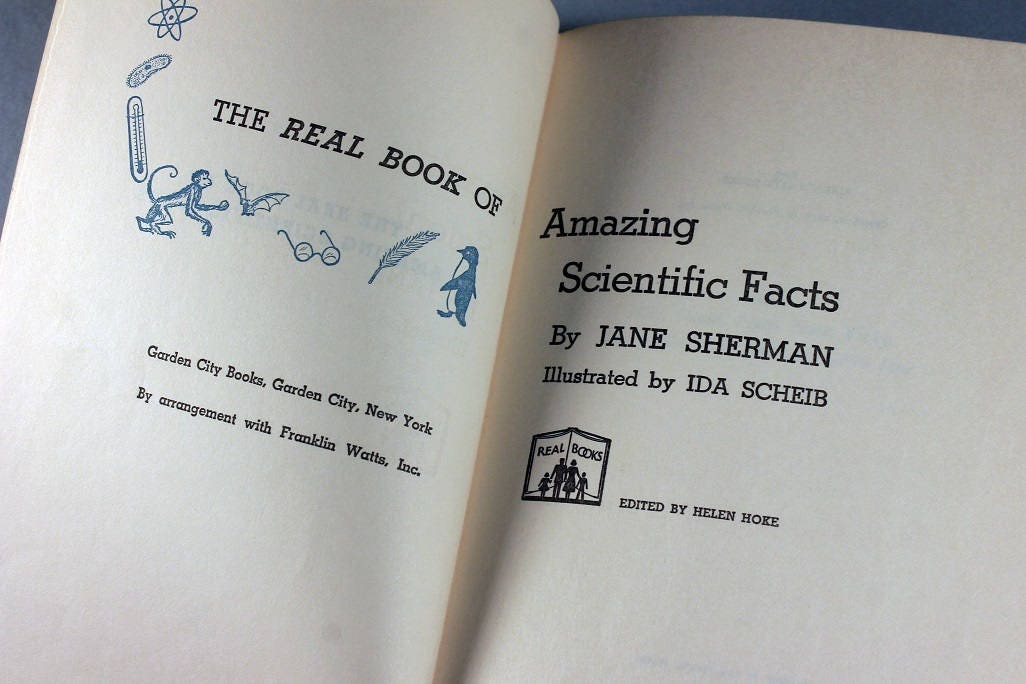 THE REAL BOOK OF
Amazing
Scientific Facts
By JANE SHERMAN
Illustrated by IDA SCHEIB
REAL BOOKS
EDITED BY HELEN HOKE
Garden City Books, Garden City, New York
By arrangement with Franklin Watts, Inc.